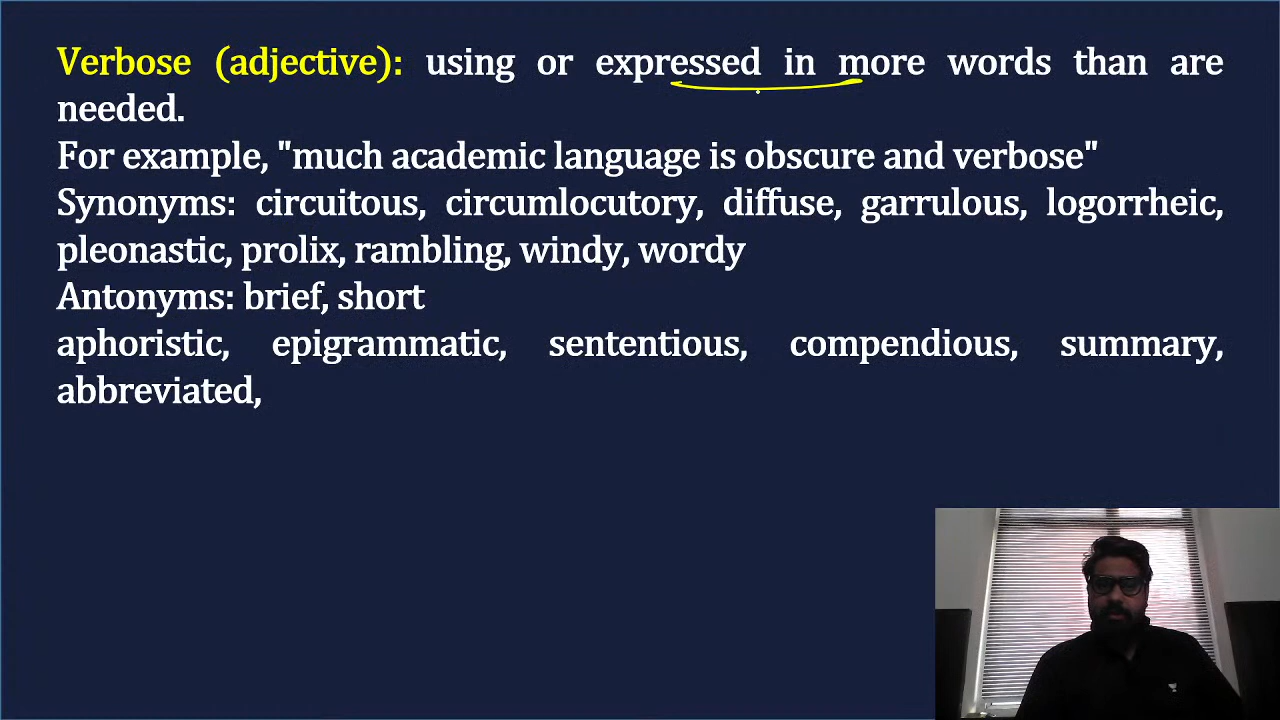 Verbose (adjective): using or expressed in more words than are
needed.
For example, "much academic language is obscure and verbose"
Synonyms: circuitous, circumlocutory, diffuse, garrulous, logorrheic,
pleonastic, prolix, rambling, windy, wordy
Antonyms: brief, short
aphoristic, epigrammatic, sententious, compendious, summary,
abbreviated,